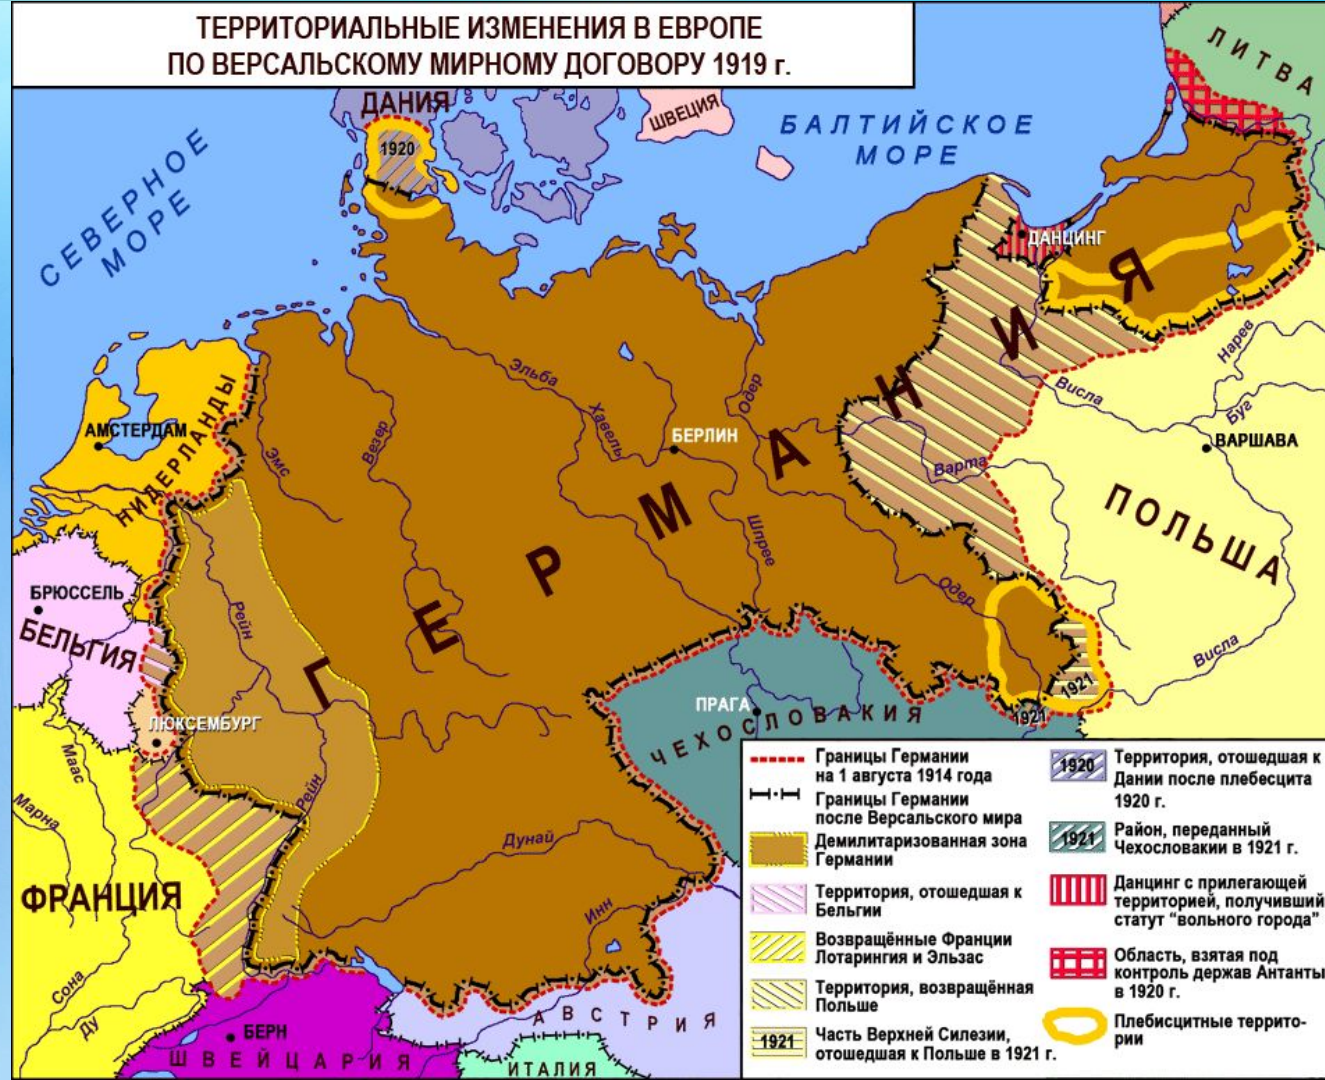 ТЕРРИТОРИАЛЬНЫЕ ИЗМЕНЕНИЯ В ЕВРОПЕ
ПО ВЕРСАЛЬСКОМУ МИРНОМУ ДОГОВОРУ 1919 г.
ЛИТВА
ДАНИЯ
ШВЕЦИЯ
БАЛТИЙСКОЕ
МОРЕ
1920
СЕВЕРНОЕ
МОРЕ
ДАНЦИНГ
ГЕРМАНИЯ
Нарев
Эльба
Одер
Висла
Буг
Хавель
НИДЕРЛАНДЫ
АМСТЕРДАМ
Везер
БЕРЛИН
ВАРШАВА
Эмс
Варта
ПОЛЬША
Шпрее
Одер
БРЮССЕЛЬ
БЕЛЬГИЯ
Рейн
Висла
1921
1921
ПРАГА
ЧЕХОСЛОВАКИЯ
ЛЮКСЕМБУРГ
Маас
Марна
Рейн
Дунай
ФРАНЦИЯ
Инн
Сона
Ду
БЕРН
ШВЕЙЦАРИЯ
АВСТРИЯ
ИТАЛИЯ
Границы Германии
на 1 августа 1914 года
Границы Германии
после Версальского мира
Демилитаризованная зона
Германии
Территория, отошедшая к
Бельгии
Возвращённые Франции
Лотарингия и Эльзас
Территория, возвращённая
Польше
1921
Часть Верхней Силезии,
отошедшая к Польше в 1921 г.
1920
Территория, отошедшая к
Дании после плебесцита
1920 г.
1921
Район, переданный
Чехословакии в 1921 г.
Данцинг с прилегающей
территорией, получивший
статут “вольного города”
Область, взятая под
контроль держав Антанты
в 1920 г.
Плебисцитные террито-
рии